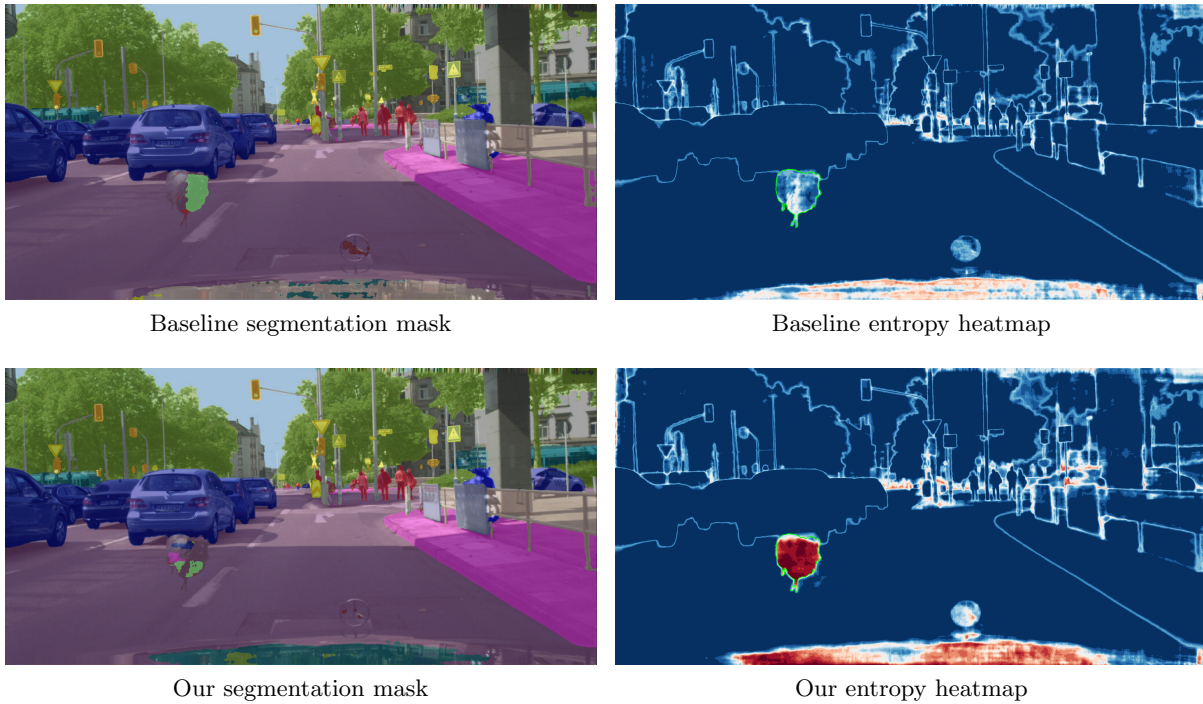 Baseline segmentation mask
Baseline entropy heatmap
Our segmentation mask
Our entropy heatmap